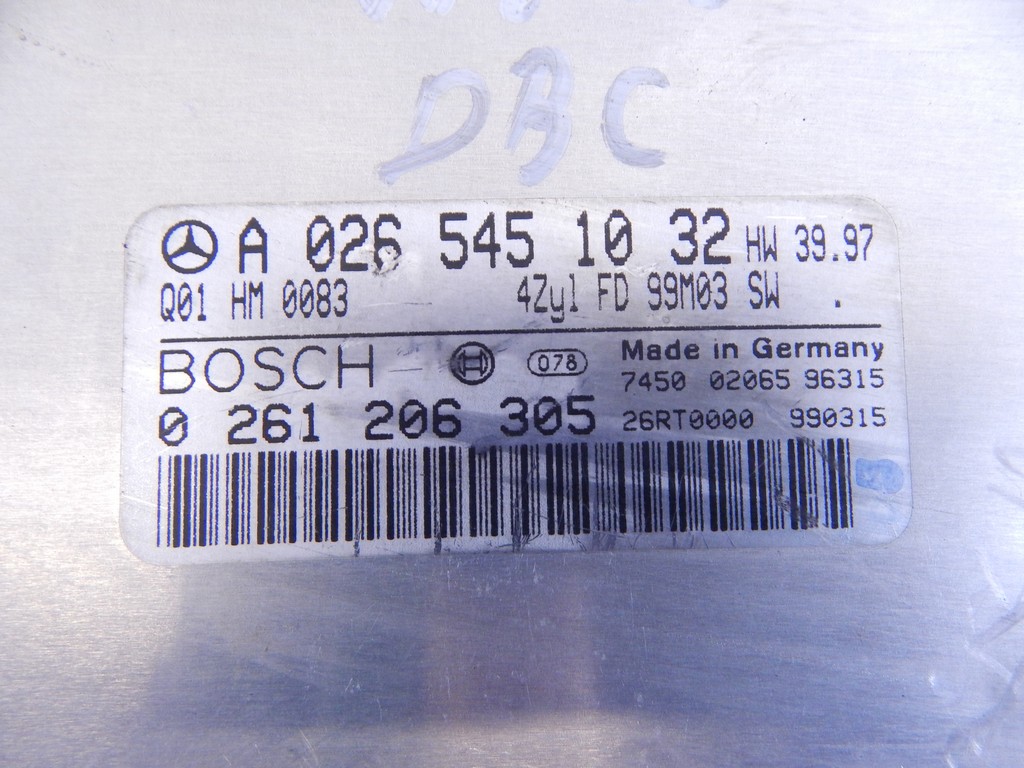 DBC
A 026 545 10 32 HW 39.97
Q01 HM 0083 4Zyl FD 99M03 SW .
BOSCH 078 Made in Germany
7450 02065 96315
0 261 206 305 26RT0000 990315